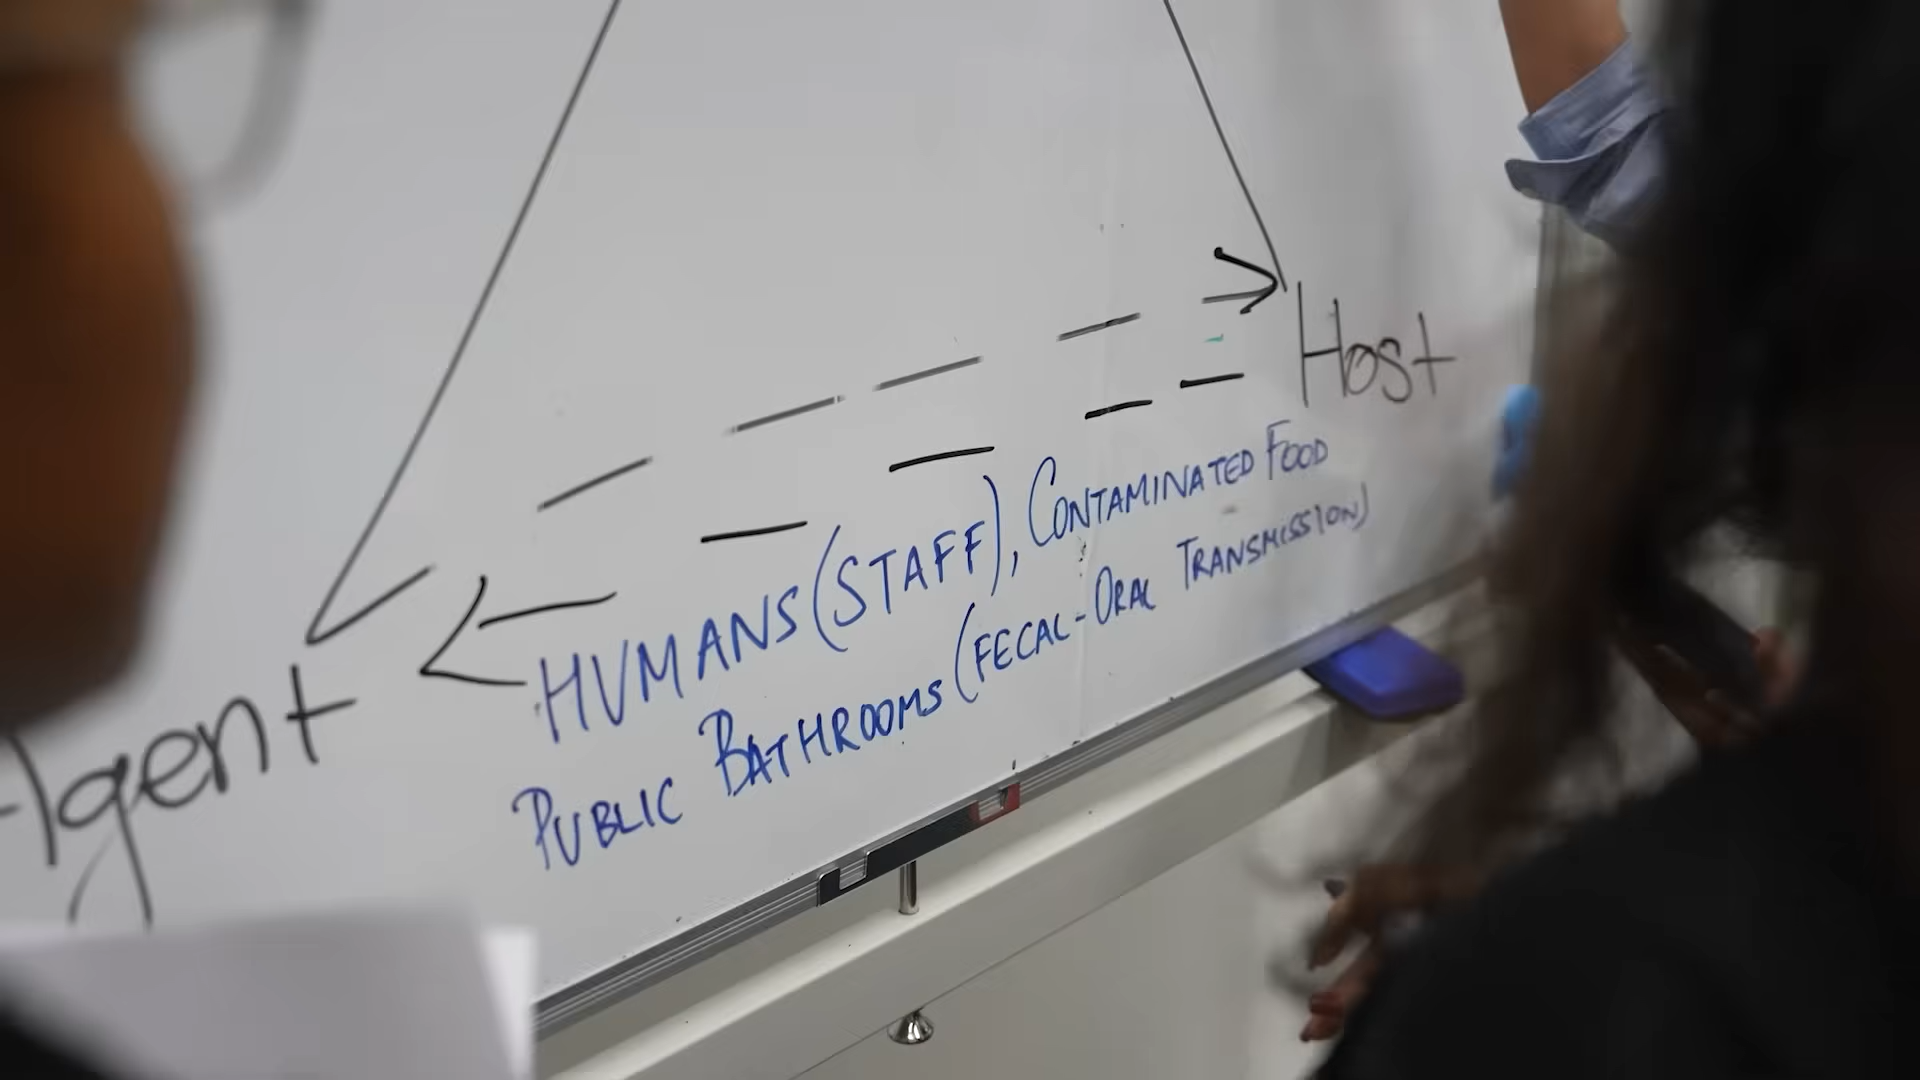 Host
Agent
HUMANS (STAFF), CONTAMINATED FOOD
PUBLIC BATHROOMS (FECAL-ORAL TRANSMISSION)